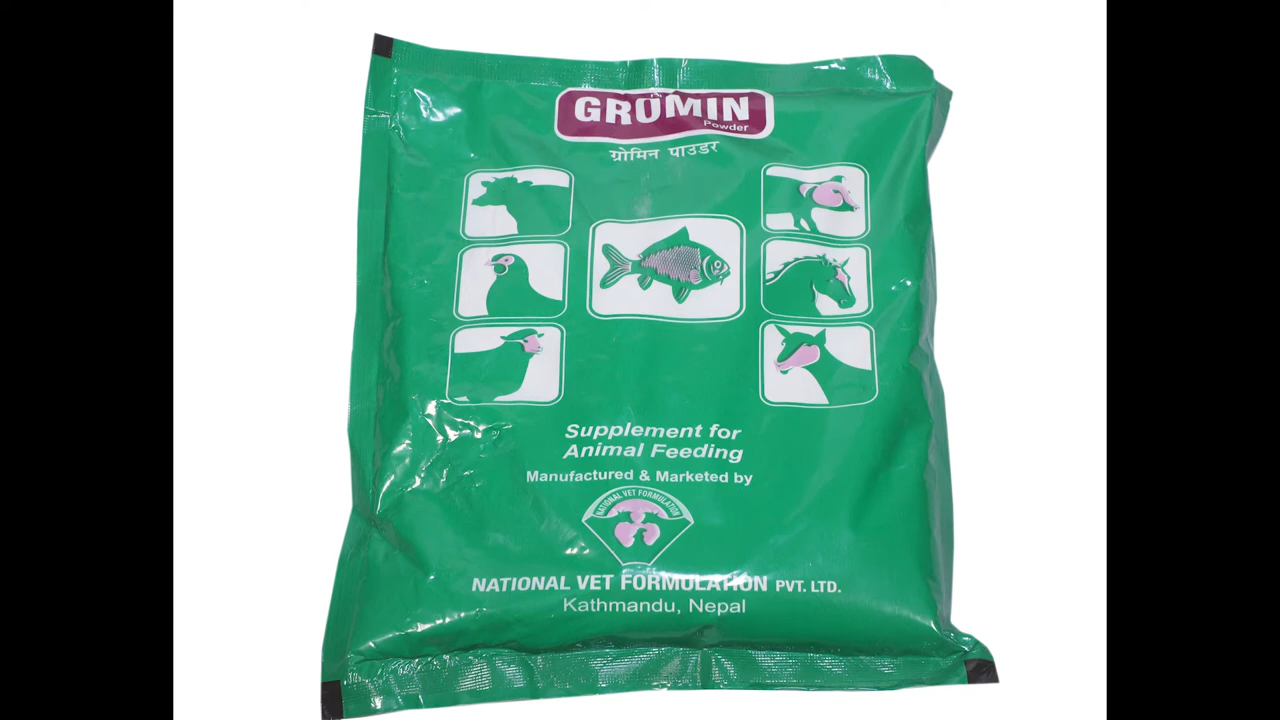 GROMIN
Powder
ग्रोमिन पाउडर
Supplement for
Animal Feeding
Manufactured & Marketed by
NATIONAL VET FORMULATION
NATIONAL VET FORMULATION PVT. LTD.
Kathmandu, Nepal